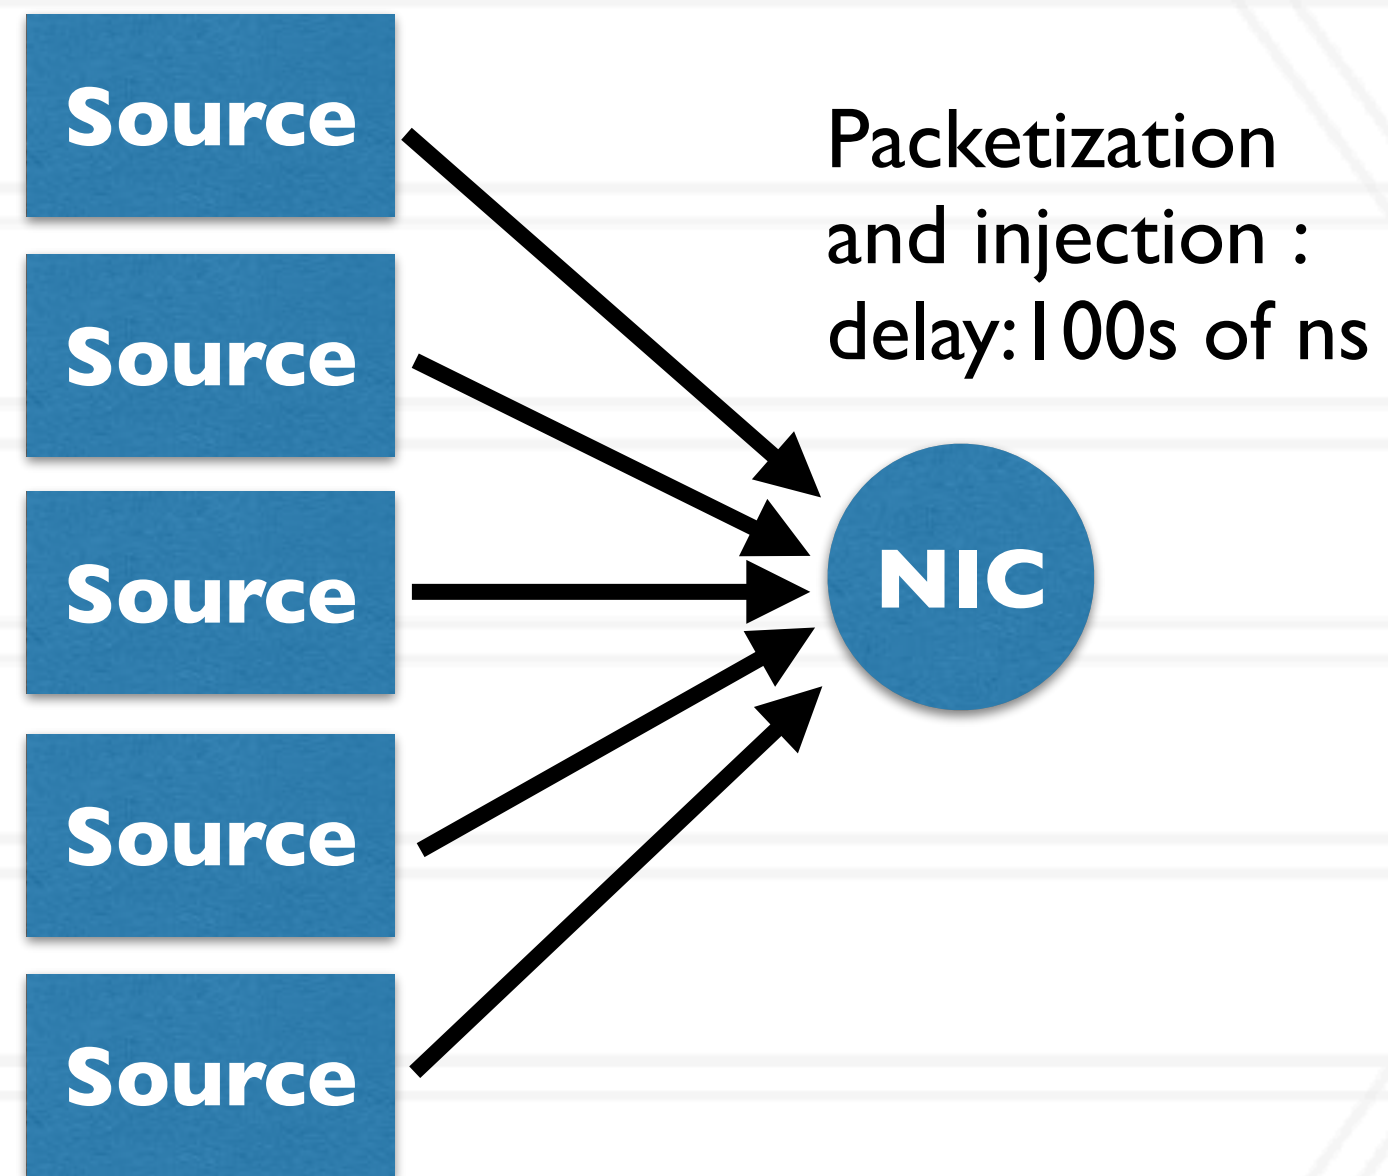 Source
Packetization
and injection :
delay:100s of ns
Source
Source
NIC
Source
Source